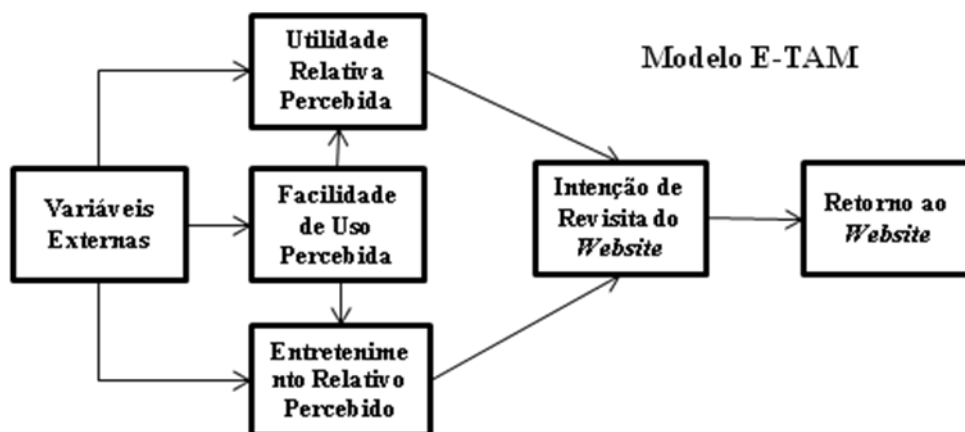 Utilidade
Relativa
Percebida
Modelo E-TAM
Variáveis
Externas
Facilidade
de Uso
Percebida
Intenção de
Revisita do
Website
Retorno ao
Website
Entretenime
nto Relativo
Percebido